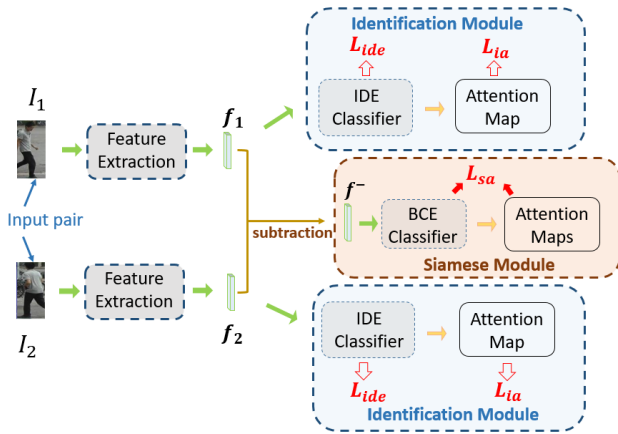 Identification Module
L_ide
L_ia
IDE
Classifier
Attention
Map
I_1
Feature
Extraction
f_1
Input pair
subtraction
f^-
L_sa
BCE
Classifier
Attention
Maps
Siamese Module
Feature
Extraction
f_2
I_2
IDE
Classifier
Attention
Map
L_ide
L_ia
Identification Module